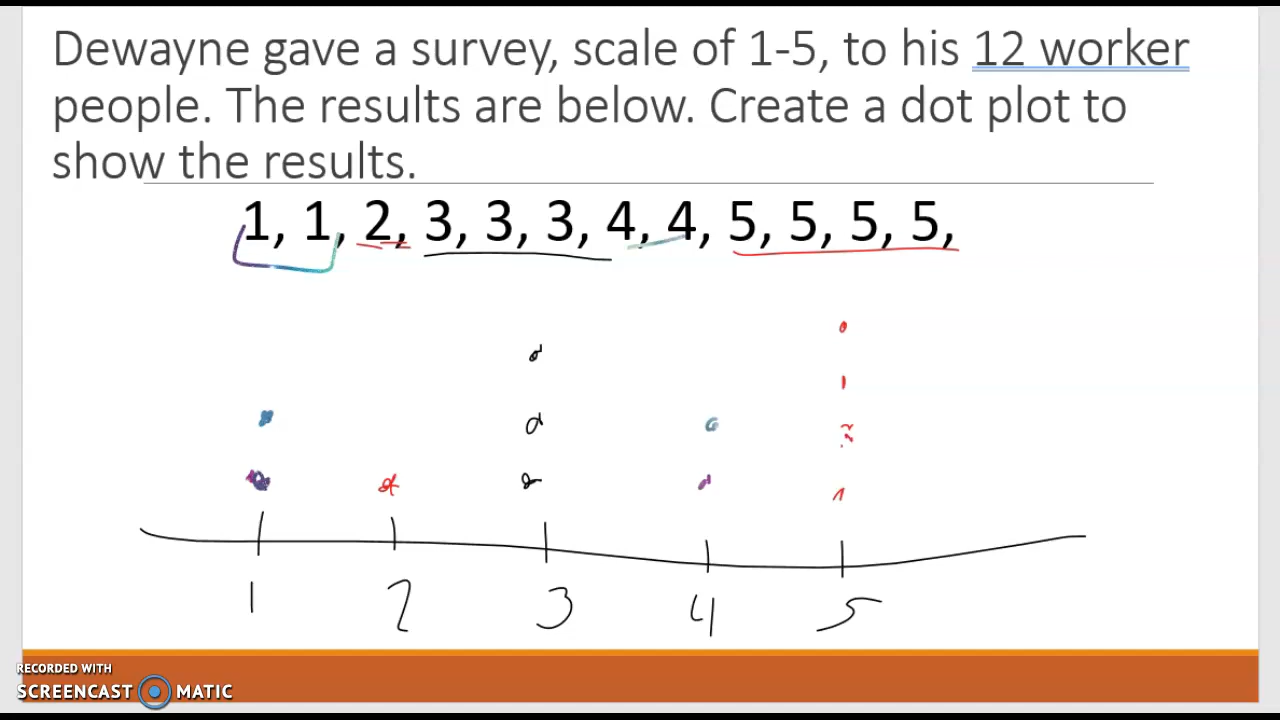 Dewayne gave a survey, scale of 1-5, to his 12 worker
people. The results are below. Create a dot plot to
show the results.
1, 1, 2, 3, 3, 3, 4, 4, 5, 5, 5, 5,
1 2 3 4 5
RECORDED WITH
SCREENCAST MATIC